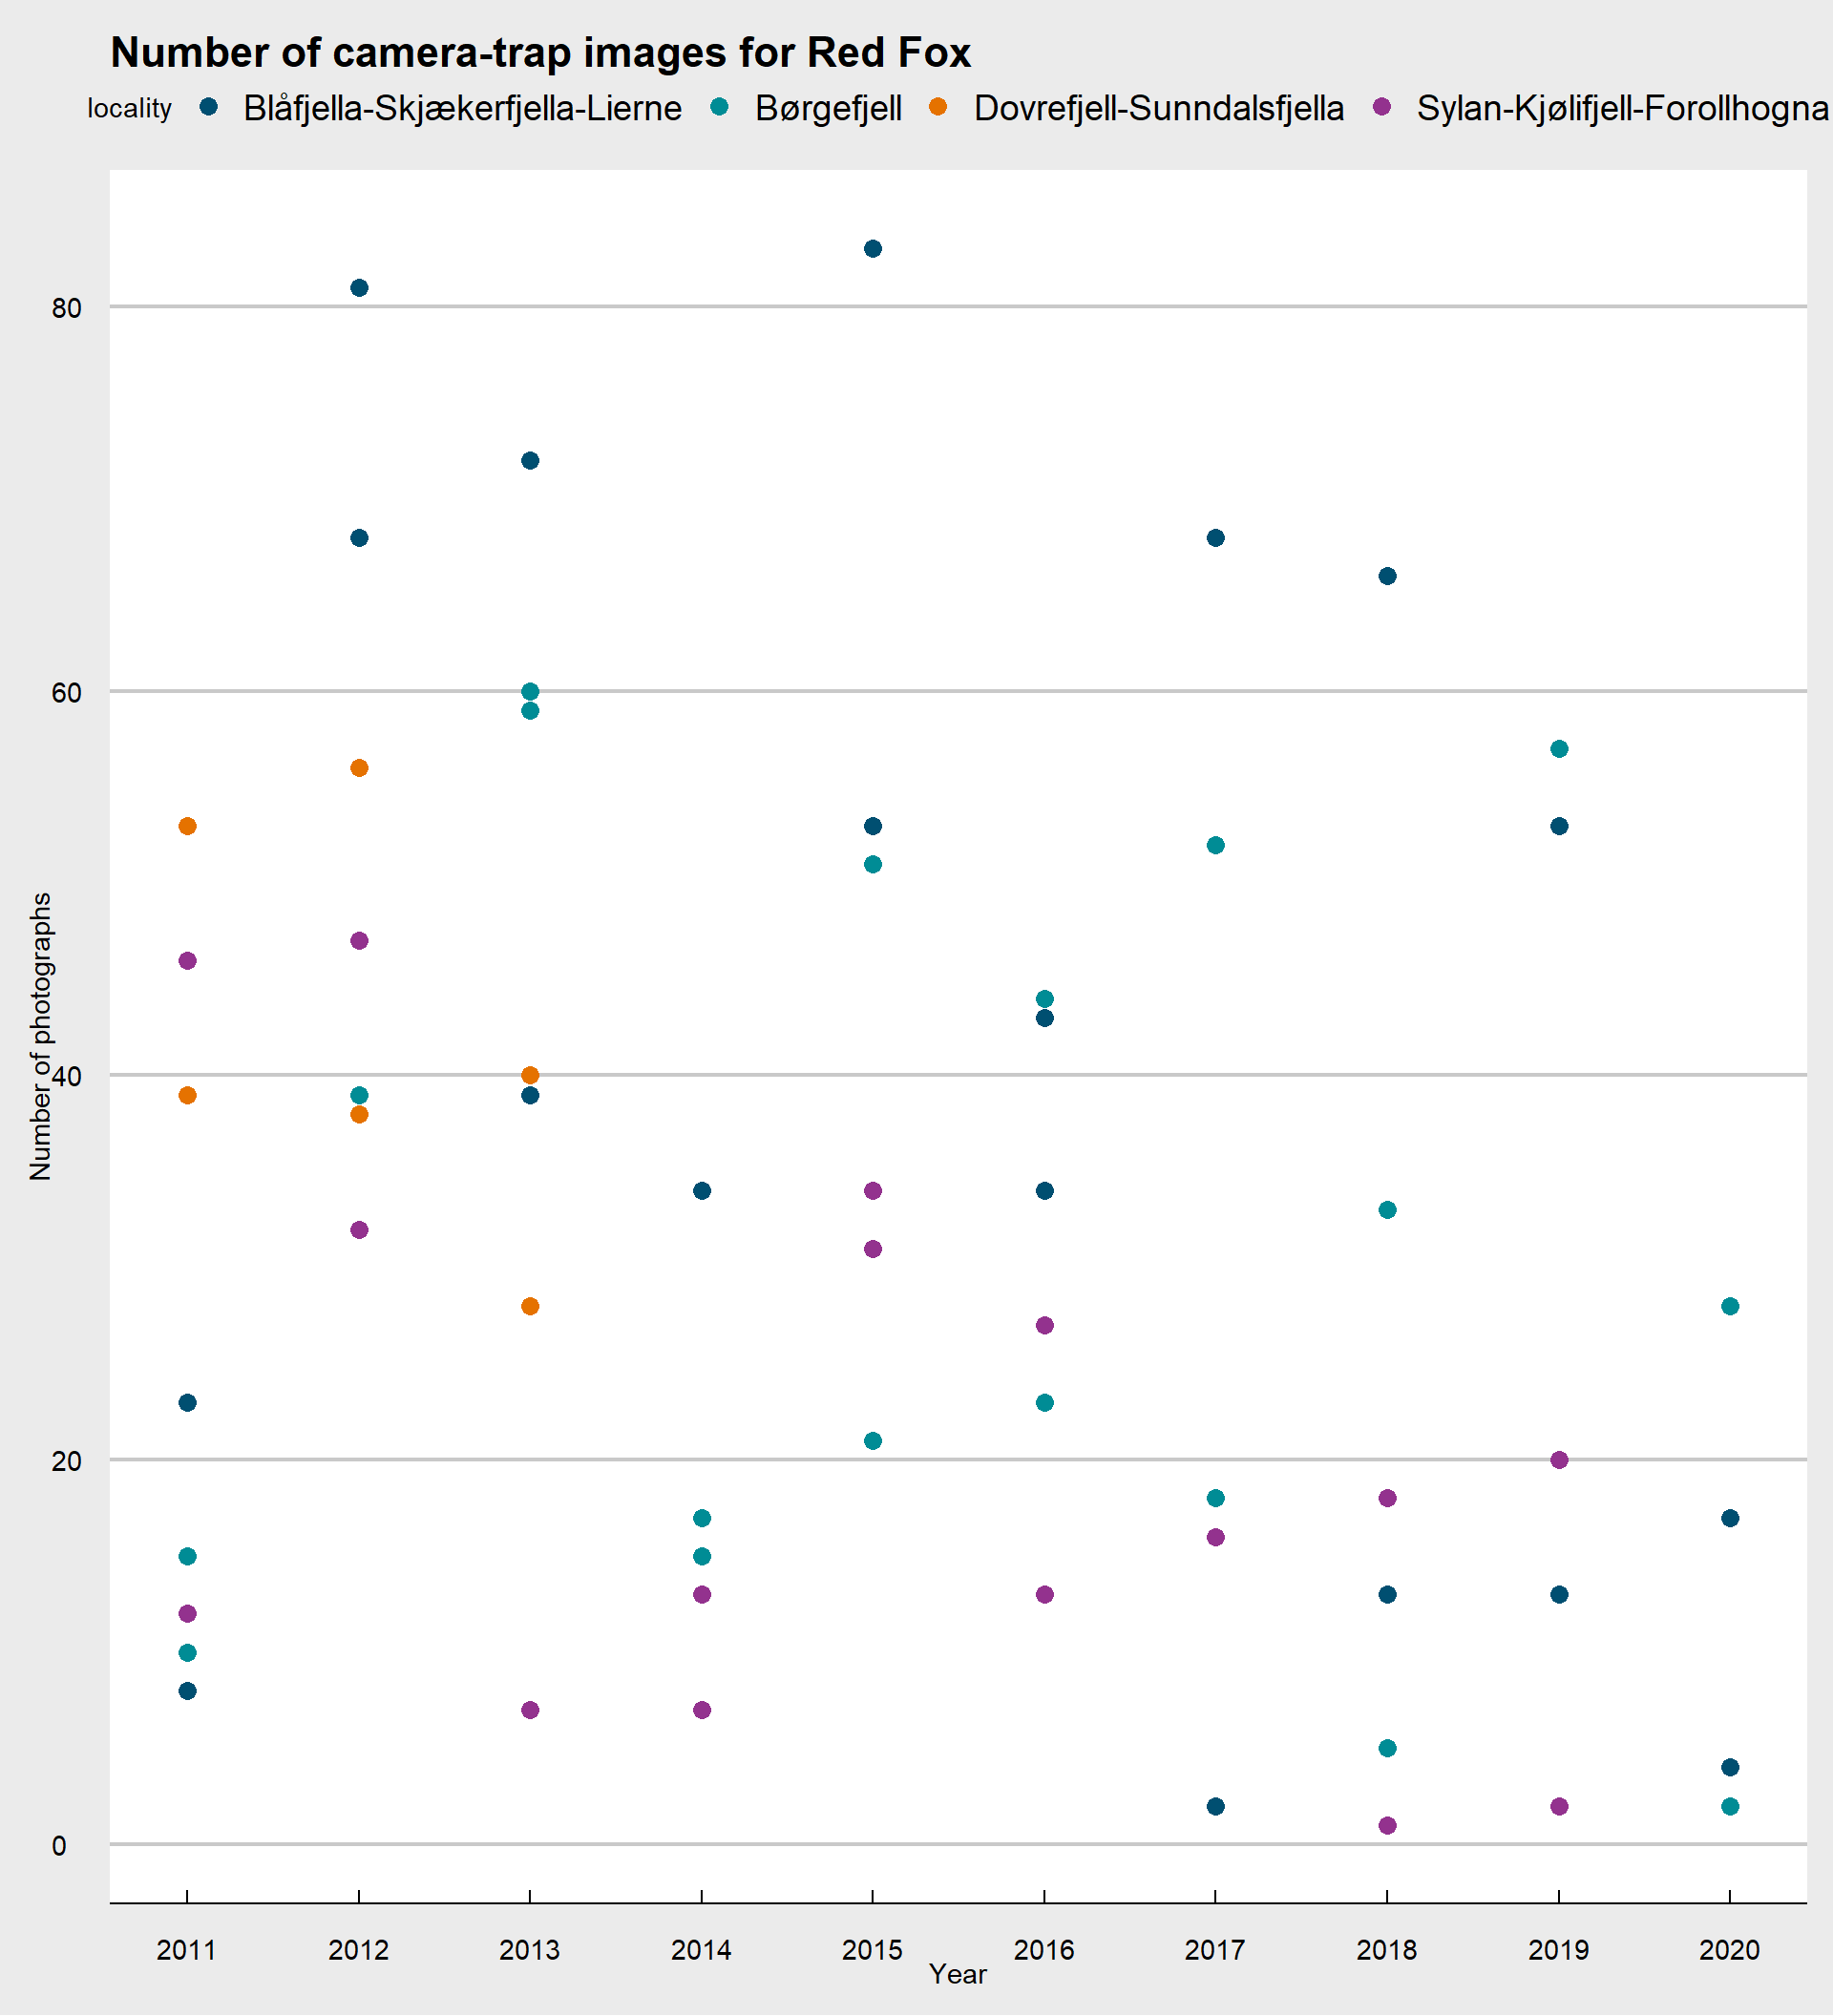 Number of camera-trap images for Red Fox
locality Blåfjella-Skjækerfjella-Lierne Børgefjell Dovrefjell-Sunndalsfjella Sylan-Kjølifjell-Forollhogna
80
60
40
20
0
Number of photographs
2011 2012 2013 2014 2015 2016 2017 2018 2019 2020
Year